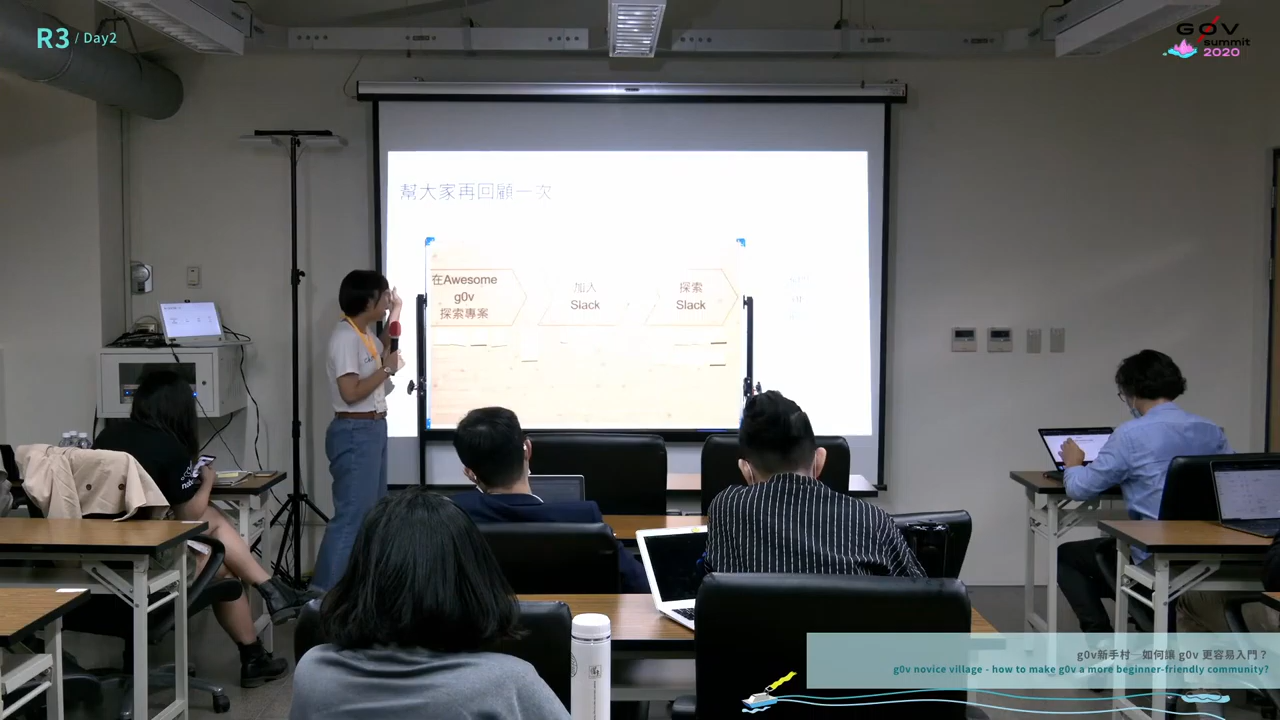 R3 / Day2
G0V
summit
2020
幫大家再回顧一次
在Awesome
g0v
探索專案
加入
Slack
探索
Slack
g0v新手村—如何讓 g0v 更容易入門？
g0v novice village - how to make g0v a more beginner-friendly community?